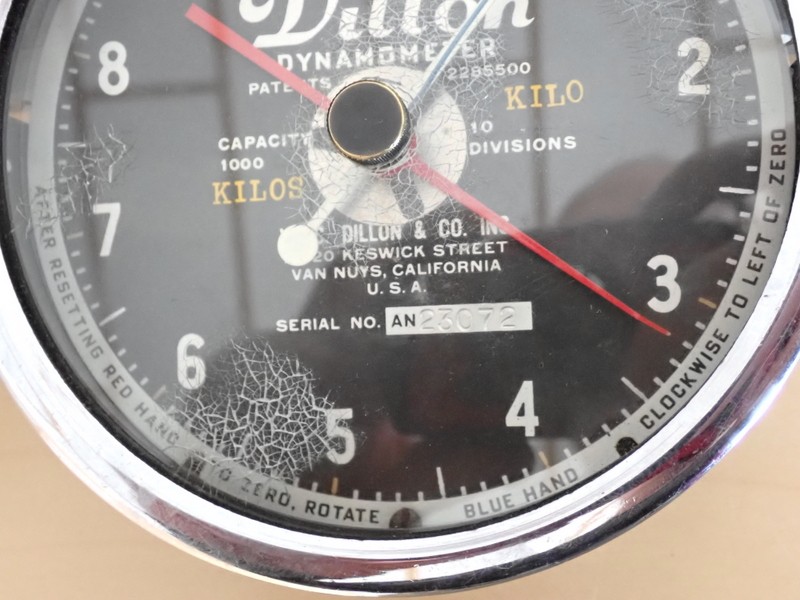 Dillon
DYNAMOMETER
PATENTS 2285500
KILO
CAPACITY
1000
KILOS
10
DIVISIONS
DILLON & CO. INC
20 KESWICK STREET
VAN NUYS, CALIFORNIA
U.S.A.
SERIAL NO. AN23072
8
7
6
5
4
3
2
AFTER RESETTING RED HAND TO ZERO, ROTATE BLUE HAND CLOCKWISE TO LEFT OF ZERO